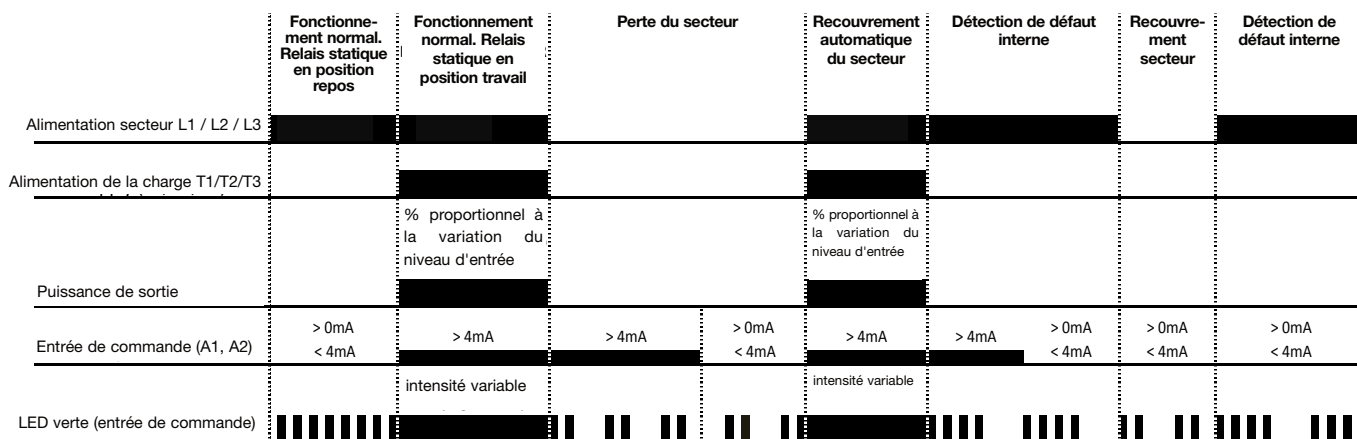 Fonctionne-
ment normal.
Relais statique
en position
repos
Fonctionnement
normal. Relais
statique en
position travail
Perte du secteur
Recouvrement
automatique
du secteur
Détection de défaut
interne
Recouvre-
ment
secteur
Détection de
défaut interne
Alimentation secteur L1 / L2 / L3
Alimentation de la charge T1/T2/T3
% proportionnel à
la variation du
niveau d'entrée
% proportionnel à
la variation du
niveau d'entrée
Puissance de sortie
Entrée de commande (A1, A2)
> 0mA
< 4mA
> 4mA
> 4mA
> 0mA
< 4mA
> 4mA
> 4mA
> 0mA
< 4mA
> 0mA
< 4mA
> 0mA
< 4mA
intensité variable
intensité variable
LED verte (entrée de commande)